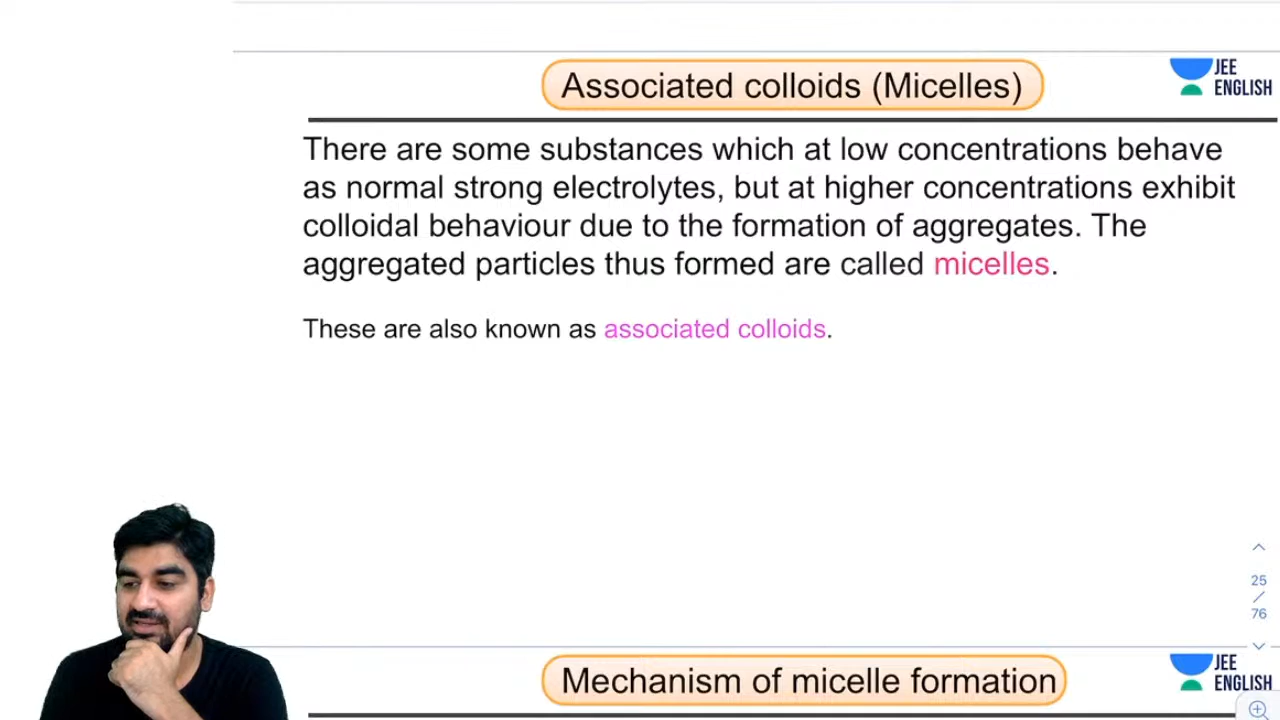 Associated colloids (Micelles)
JEE
ENGLISH
There are some substances which at low concentrations behave
as normal strong electrolytes, but at higher concentrations exhibit
colloidal behaviour due to the formation of aggregates. The
aggregated particles thus formed are called micelles.
These are also known as associated colloids.
25
/
76
Mechanism of micelle formation
JEE
ENGLISH